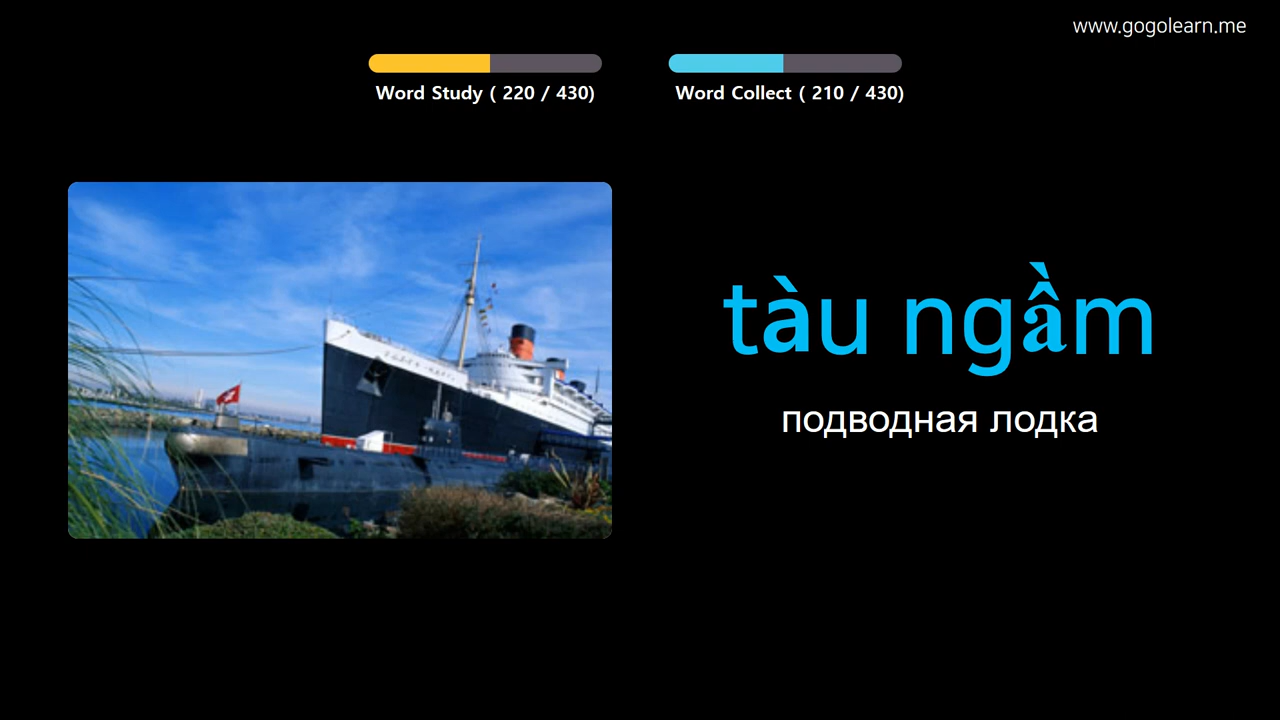 www.gogolearn.me
Word Study ( 220 / 430)
Word Collect ( 210 / 430)
tàu ngầm
подводная лодка